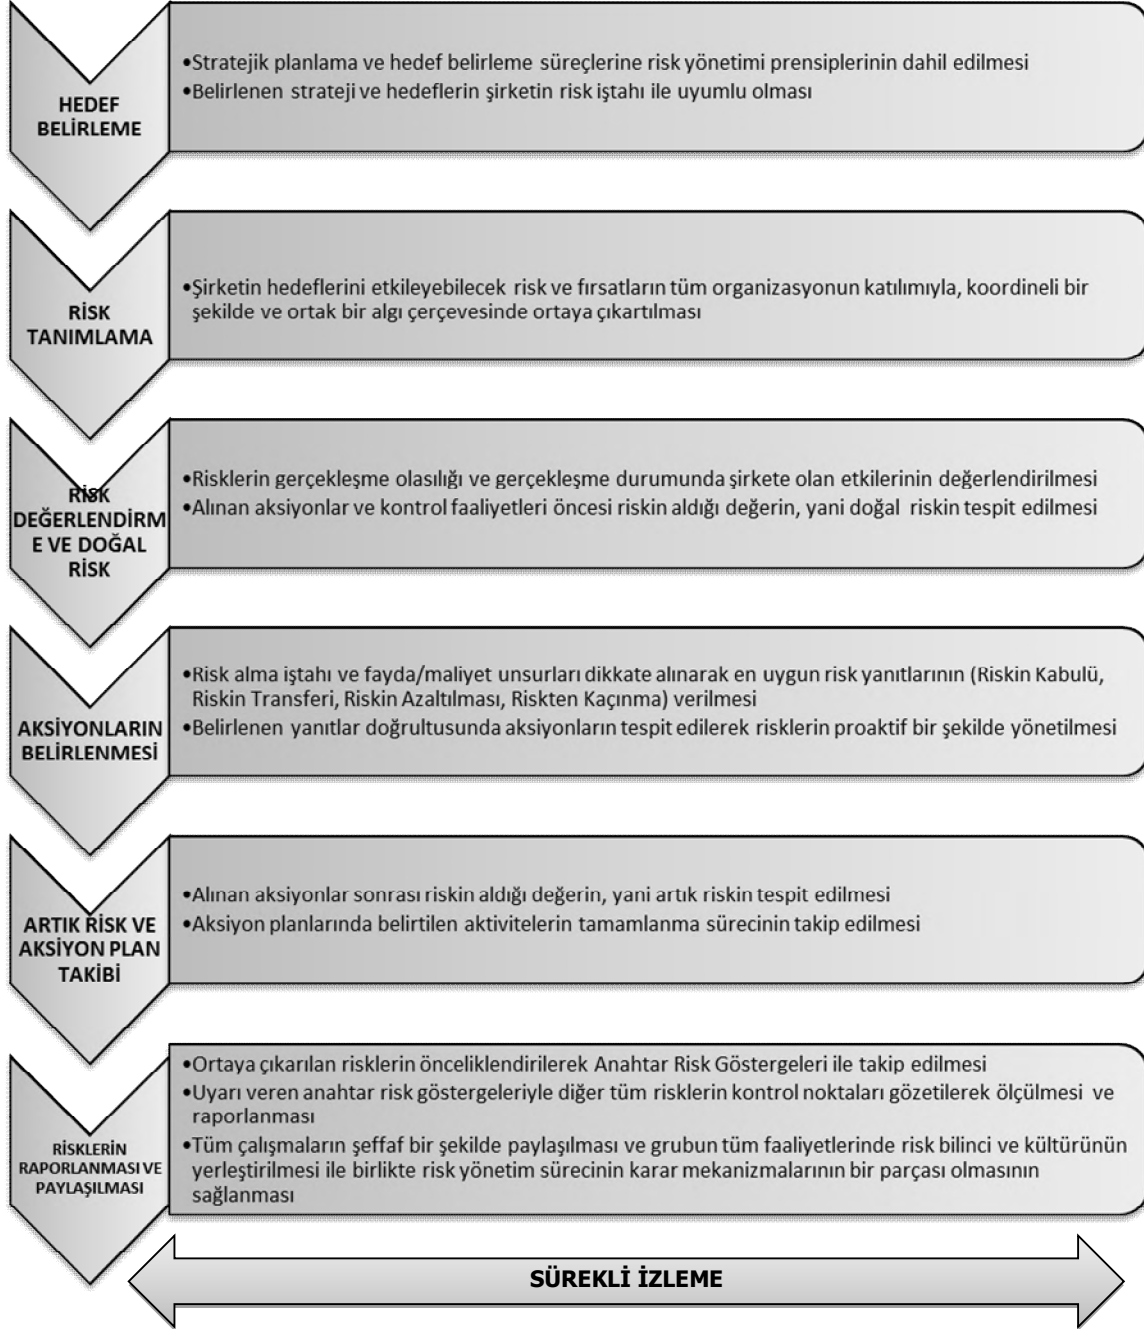 HEDEF
BELİRLEME
•Stratejik planlama ve hedef belirleme süreçlerine risk yönetimi prensiplerinin dahil edilmesi
•Belirlenen strateji ve hedeflerin şirketin risk iştahı ile uyumlu olması
RİSK
TANIMLAMA
•Şirketin hedeflerini etkileyebilecek risk ve fırsatların tüm organizasyonun katılımıyla, koordineli bir
şekilde ve ortak bir algı çerçevesinde ortaya çıkartılması
RİSK
DEĞERLENDİRM
E VE DOĞAL
RİSK
•Risklerin gerçekleşme olasılığı ve gerçekleşme durumunda şirkete olan etkilerinin değerlendirilmesi
•Alınan aksiyonlar ve kontrol faaliyetleri öncesi riskin aldığı değerin, yani doğal riskin tespit edilmesi
AKSİYONLARIN
BELİRLENMESİ
•Risk alma iştahı ve fayda/maliyet unsurları dikkate alınarak en uygun risk yanıtlarının (Riskin Kabulü,
Riskin Transferi, Riskin Azaltılması, Riskten Kaçınma) verilmesi
•Belirlenen yanıtlar doğrultusunda aksiyonların tespit edilerek risklerin proaktif bir şekilde yönetilmesi
ARTIK RİSK VE
AKSİYON PLAN
TAKİBİ
•Alınan aksiyonlar sonrası riskin aldığı değerin, yani artık riskin tespit edilmesi
•Aksiyon planlarında belirtilen aktivitelerin tamamlanma sürecinin takip edilmesi
RİSKLERİN
RAPORLANMASI VE
PAYLAŞILMASI
•Ortaya çıkarılan risklerin önceliklendirilerek Anahtar Risk Göstergeleri ile takip edilmesi
•Uyarı veren anahtar risk göstergeleriyle diğer tüm risklerin kontrol noktaları gözetilerek ölçülmesi ve
raporlanması
•Tüm çalışmaların şeffaf bir şekilde paylaşılması ve grubun tüm faaliyetlerinde risk bilinci ve kültürünün
yerleştirilmesi ile birlikte risk yönetim sürecinin karar mekanizmalarının bir parçası olmasının
sağlanması
SÜREKLİ İZLEME